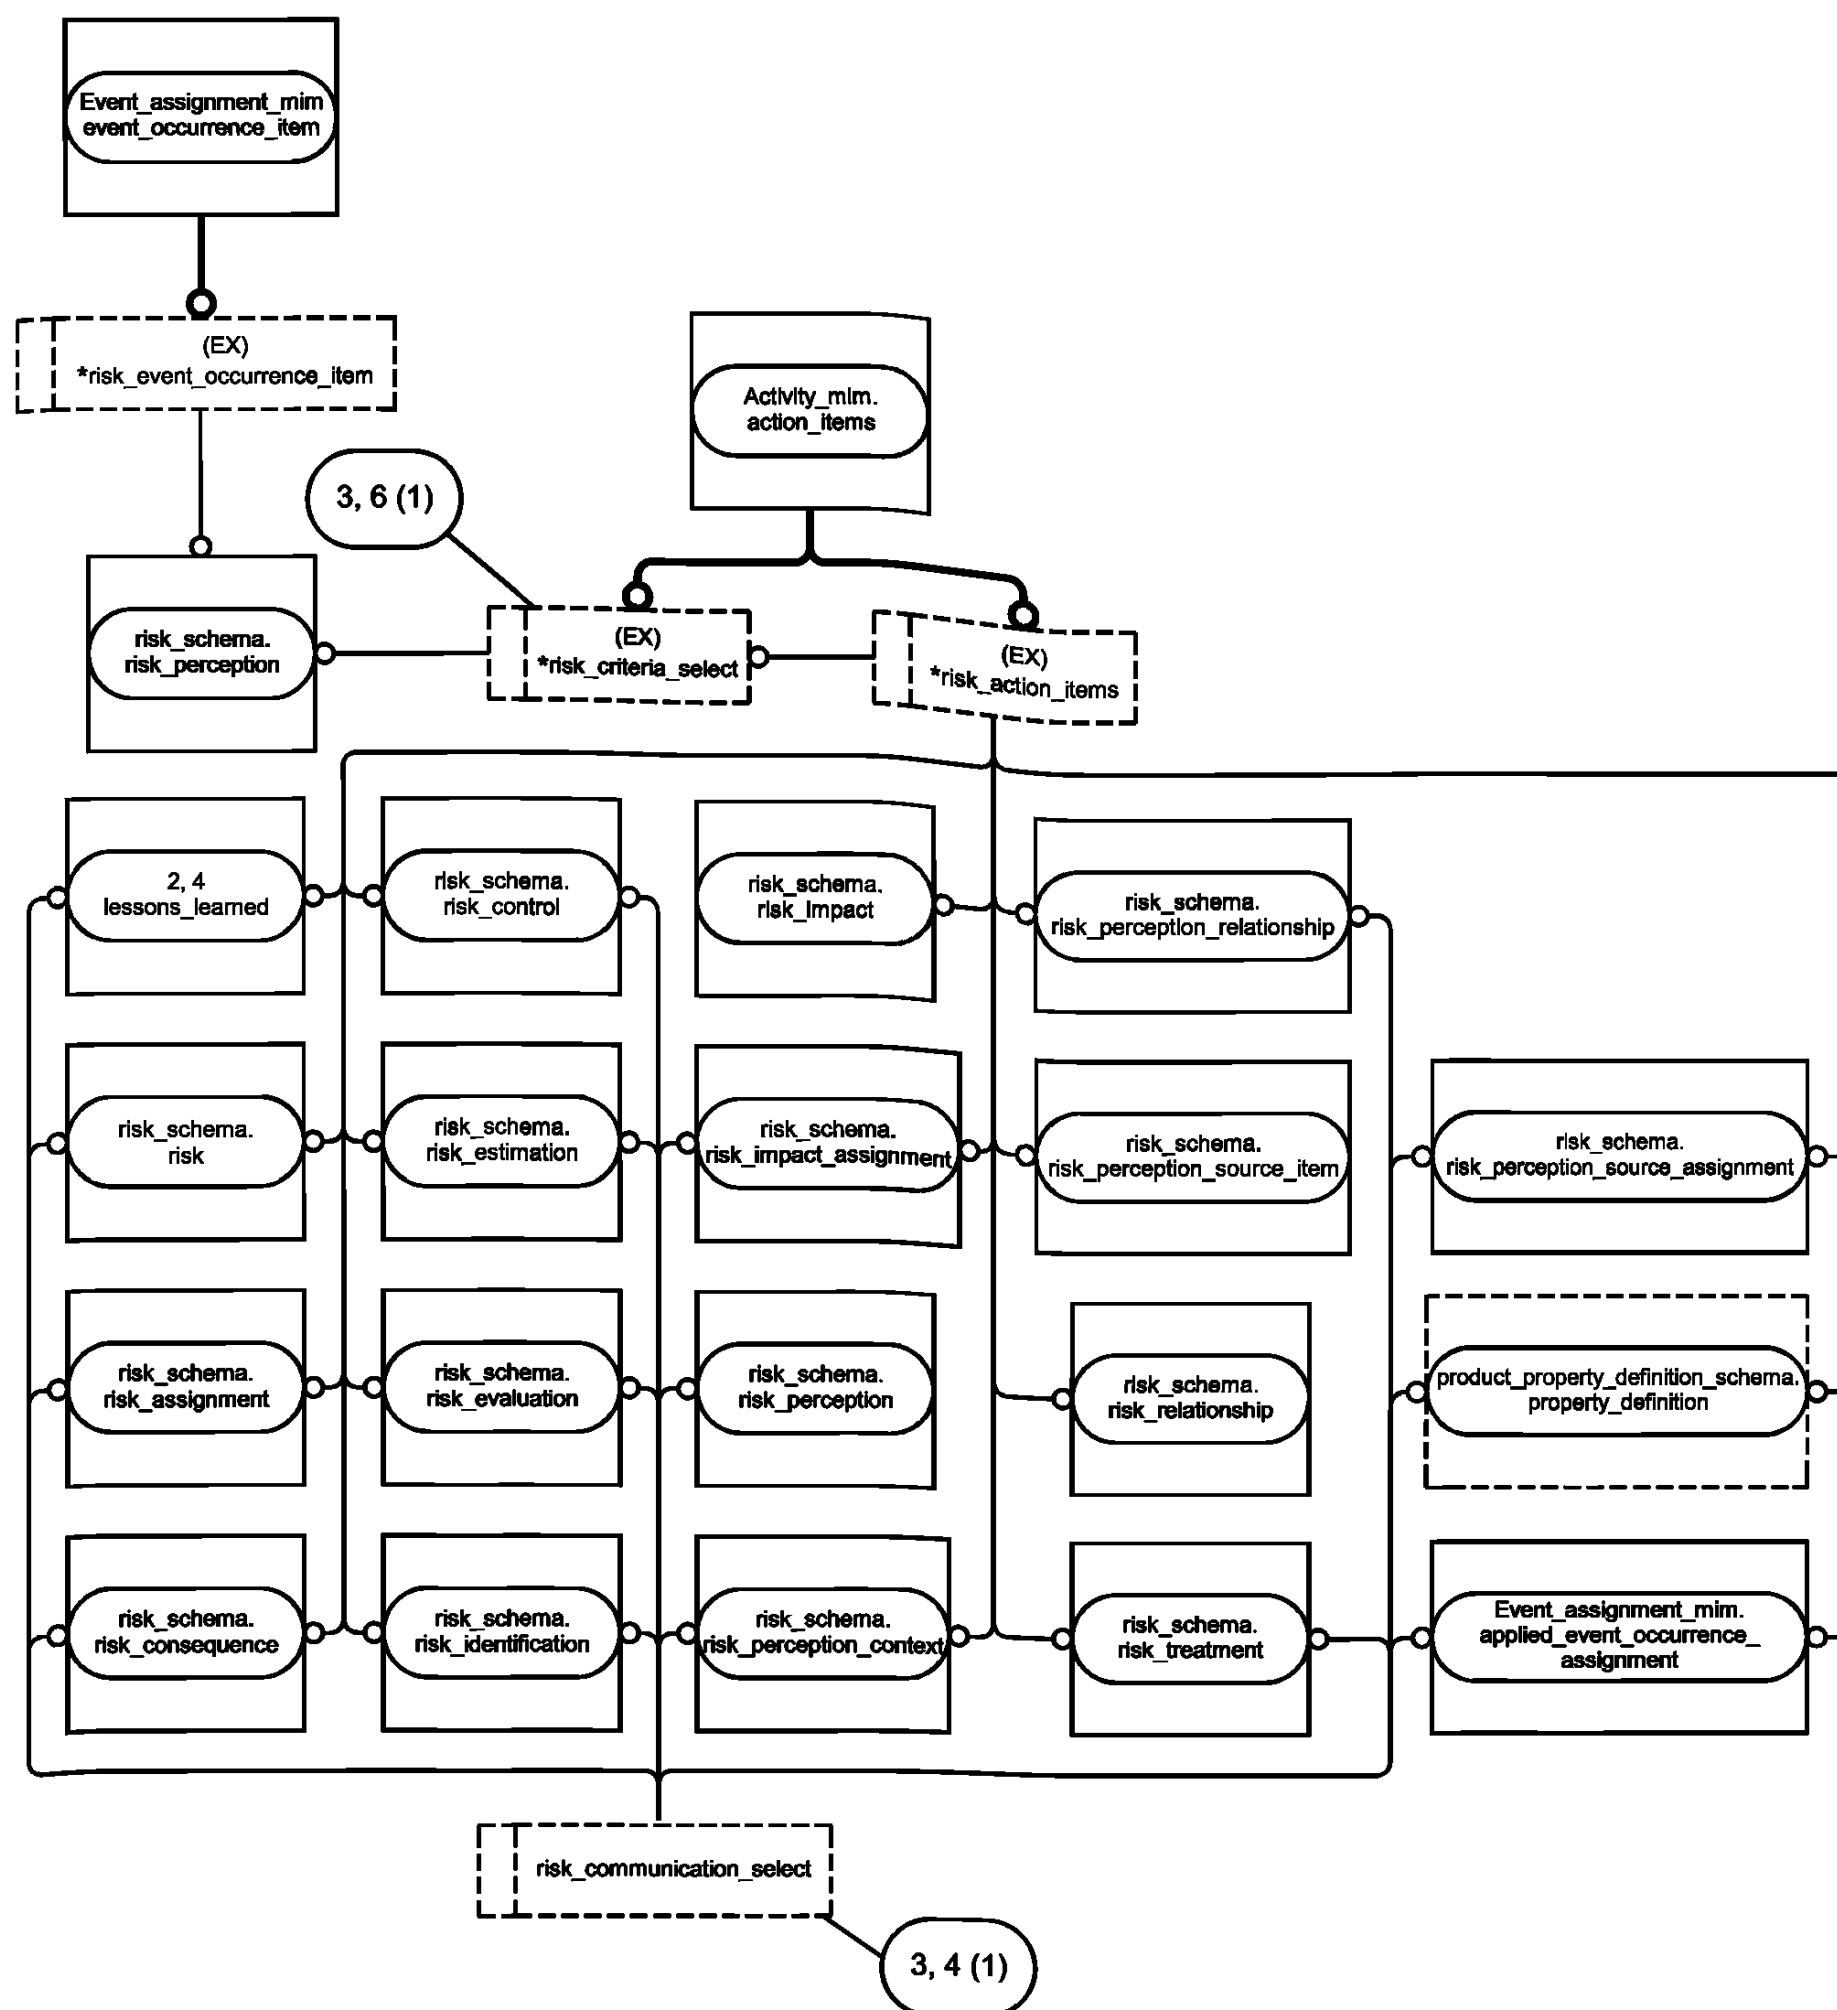 Event_assignment_mim
event_occurrence_item
(EX)
*risk_event_occurrence_item
Activity_mim.
action_items
3, 6 (1)
risk_schema.
risk_perception
(EX)
*risk_criteria_select
(EX)
*risk_action_items
2, 4
lessons_learned
risk_schema.
risk_control
risk_schema.
risk_impact
risk_schema.
risk_perception_relationship
risk_schema.
risk
risk_schema.
risk_estimation
risk_schema.
risk_impact_assignment
risk_schema.
risk_perception_source_item
risk_schema.
risk_perception_source_assignment
risk_schema.
risk_assignment
risk_schema.
risk_evaluation
risk_schema.
risk_perception
risk_schema.
risk_relationship
product_property_definition_schema.
property_definition
risk_schema.
risk_consequence
risk_schema.
risk_identification
risk_schema.
risk_perception_context
risk_schema.
risk_treatment
Event_assignment_mim.
applied_event_occurrence_
assignment
risk_communication_select
3, 4 (1)